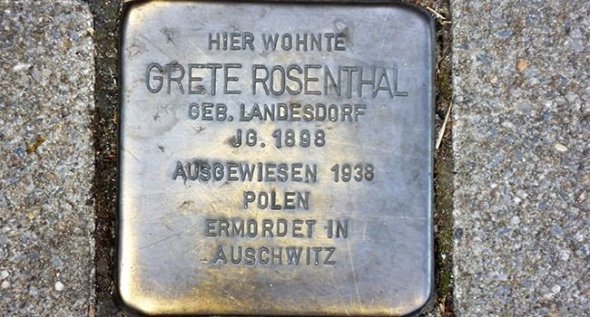 HIER WOHNTE
GRETE ROSENTHAL
GEB. LANDESDORF
JG. 1898
AUSGEWIESEN 1938
POLEN
ERMORDET IN
AUSCHWITZ